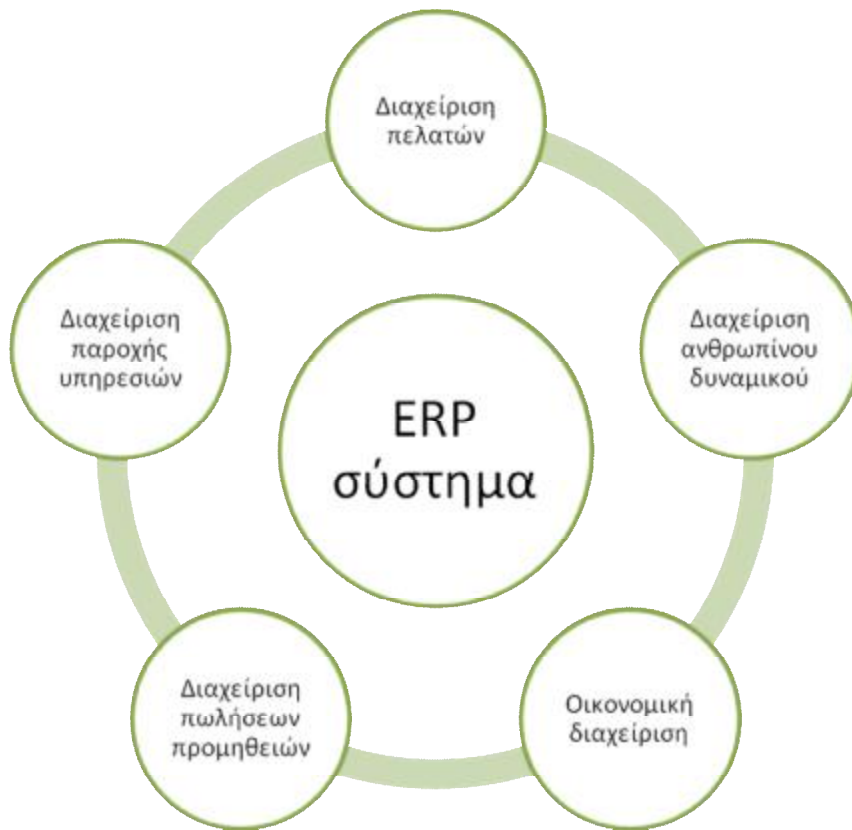 Διαχείριση
πελατών
Διαχείριση
ανθρωπίνου
δυναμικού
Οικονομική
διαχείριση
Διαχείριση
πωλήσεων
προμηθειών
Διαχείριση
παροχής
υπηρεσιών
ERP
σύστημα